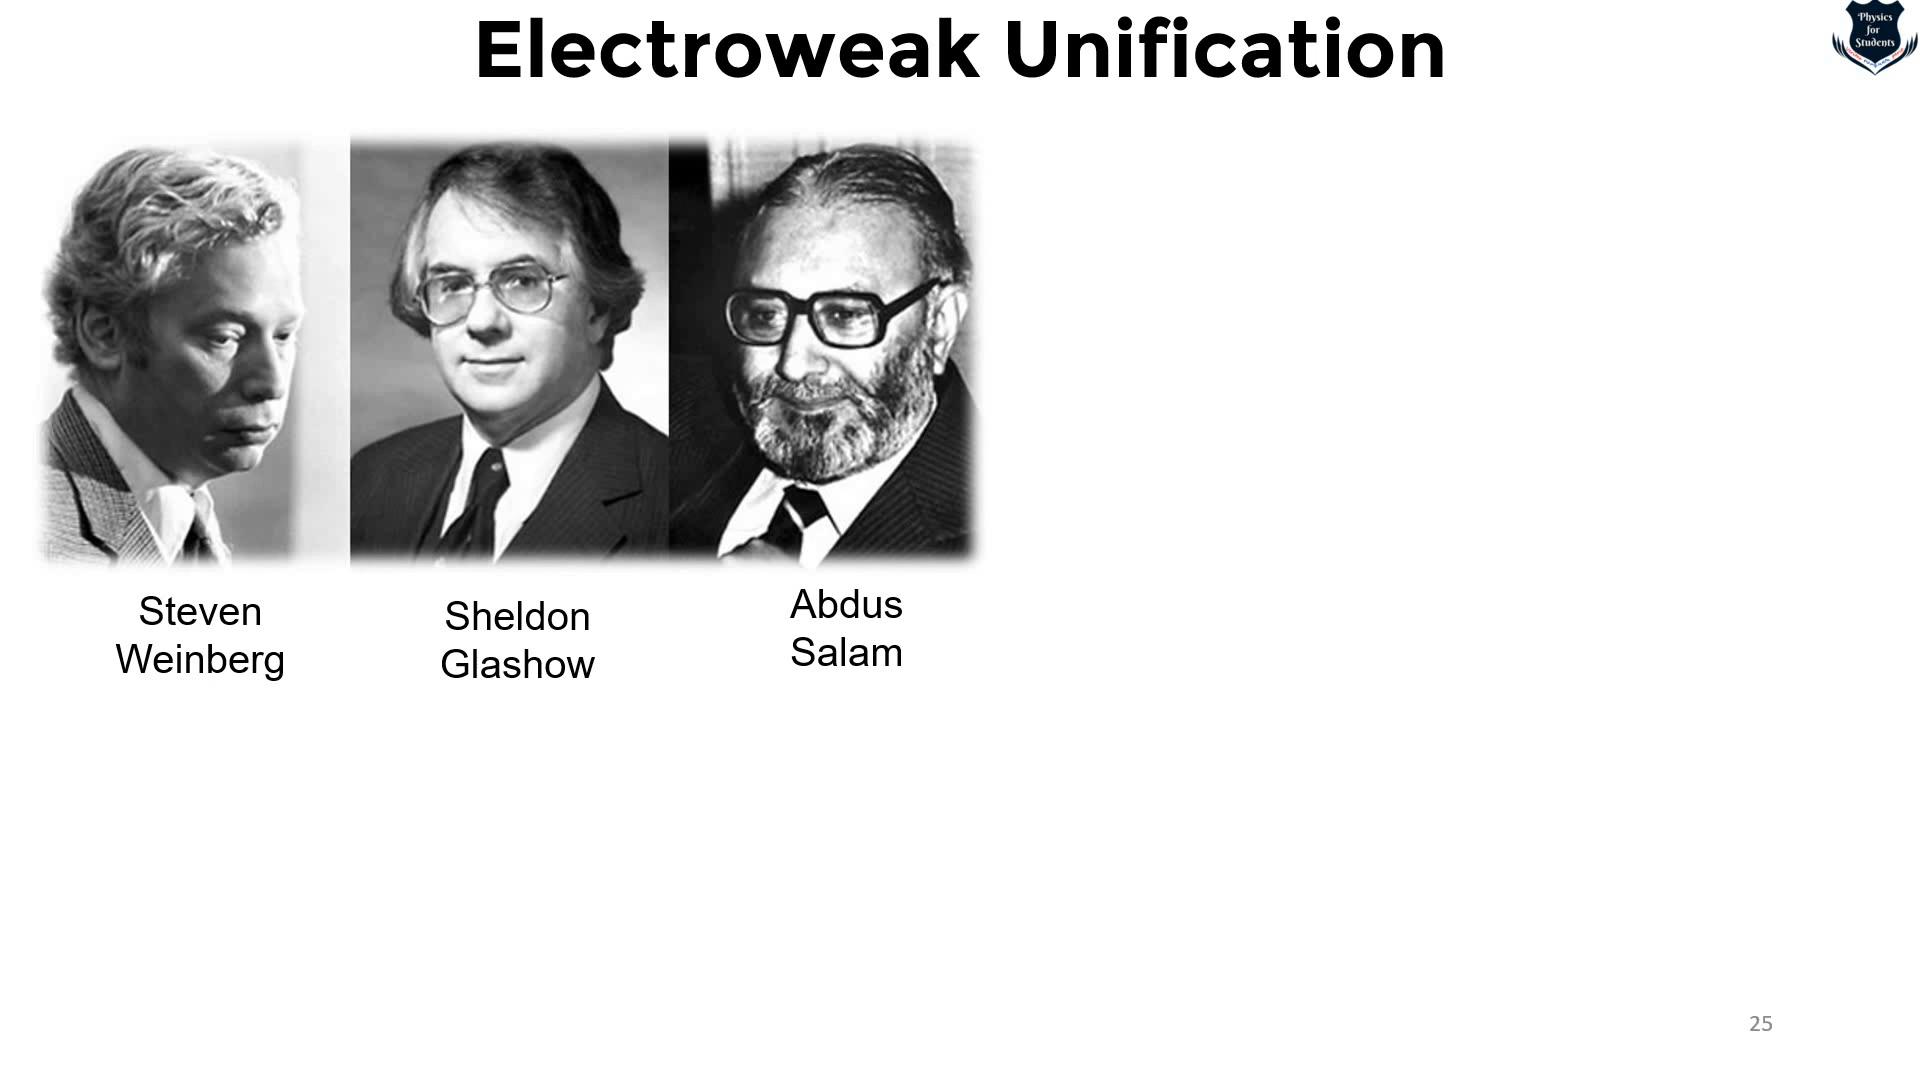 Electroweak Unification
Physics
for
Students
Steven
Weinberg
Sheldon
Glashow
Abdus
Salam
25